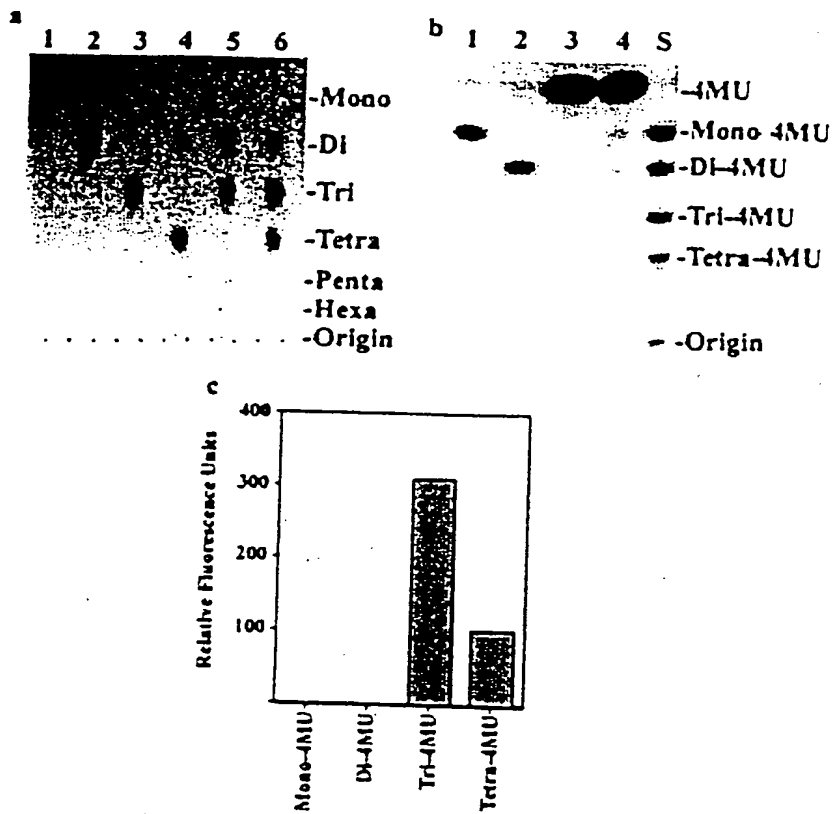 a
1 2 3 4 5 6
-Mono
-Di
-Tri
-Tetra
-Penta
-Hexa
-Origin
b
1 2 3 4 S
-4MU
-Mono 4MU
-Di-4MU
-Tri-4MU
-Tetra-4MU
-Origin
c
Relative Fluorescence Units
400
300
200
100
Mono-4MU
Di-4MU
Tri-4MU
Tetra-4MU